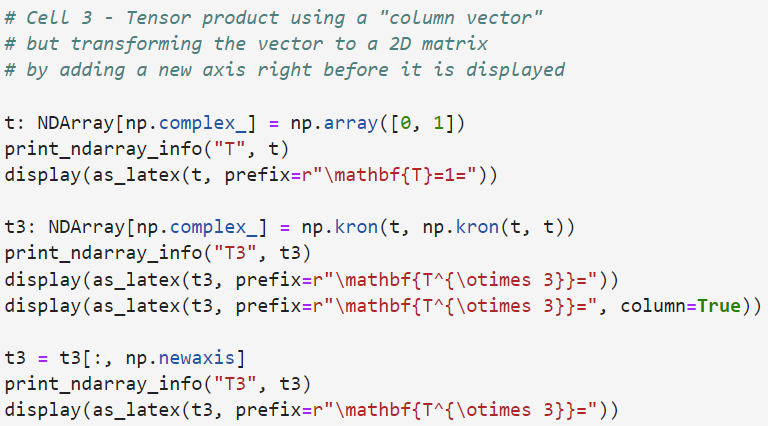 # Cell 3 - Tensor product using a "column vector"
# but transforming the vector to a 2D matrix
# by adding a new axis right before it is displayed
t: NDArray[np.complex_] = np.array([0, 1])
print_ndarray_info("T", t)
display(as_latex(t, prefix=r"\mathbf{T}=1="))
t3: NDArray[np.complex_] = np.kron(t, np.kron(t, t))
print_ndarray_info("T3", t3)
display(as_latex(t3, prefix=r"\mathbf{T^{\otimes 3}}="))
display(as_latex(t3, prefix=r"\mathbf{T^{\otimes 3}}=", column=True))
t3 = t3[:, np.newaxis]
print_ndarray_info("T3", t3)
display(as_latex(t3, prefix=r"\mathbf{T^{\otimes 3}}="))